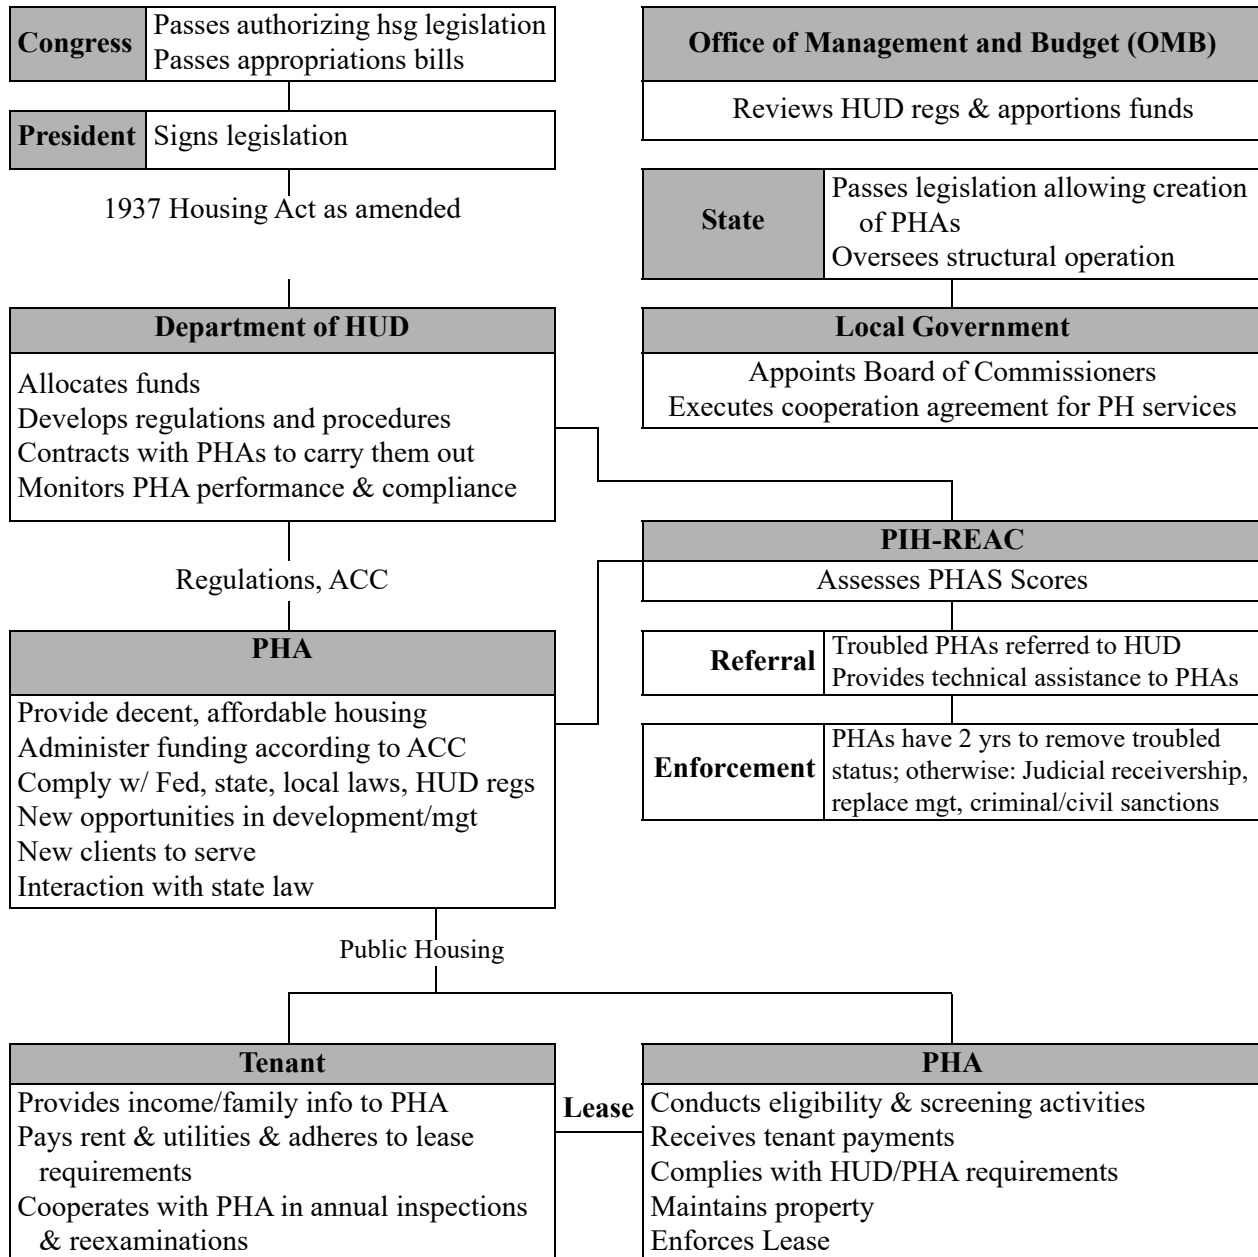 Congress
Passes authorizing hsg legislation
Passes appropriations bills
President
Signs legislation
1937 Housing Act as amended
Office of Management and Budget (OMB)
Reviews HUD regs & apportions funds
State
Passes legislation allowing creation
of PHAs
Oversees structural operation
Department of HUD
Allocates funds
Develops regulations and procedures
Contracts with PHAs to carry them out
Monitors PHA performance & compliance
Local Government
Appoints Board of Commissioners
Executes cooperation agreement for PH services
Regulations, ACC
PIH-REAC
Assesses PHAS Scores
Referral
Troubled PHAs referred to HUD
Provides technical assistance to PHAs
Enforcement
PHAs have 2 yrs to remove troubled
status; otherwise: Judicial receivership,
replace mgt, criminal/civil sanctions
PHA
Provide decent, affordable housing
Administer funding according to ACC
Comply w/ Fed, state, local laws, HUD regs
New opportunities in development/mgt
New clients to serve
Interaction with state law
Public Housing
Tenant
Provides income/family info to PHA
Pays rent & utilities & adheres to lease
requirements
Cooperates with PHA in annual inspections
& reexaminations
Lease
PHA
Conducts eligibility & screening activities
Receives tenant payments
Complies with HUD/PHA requirements
Maintains property
Enforces Lease